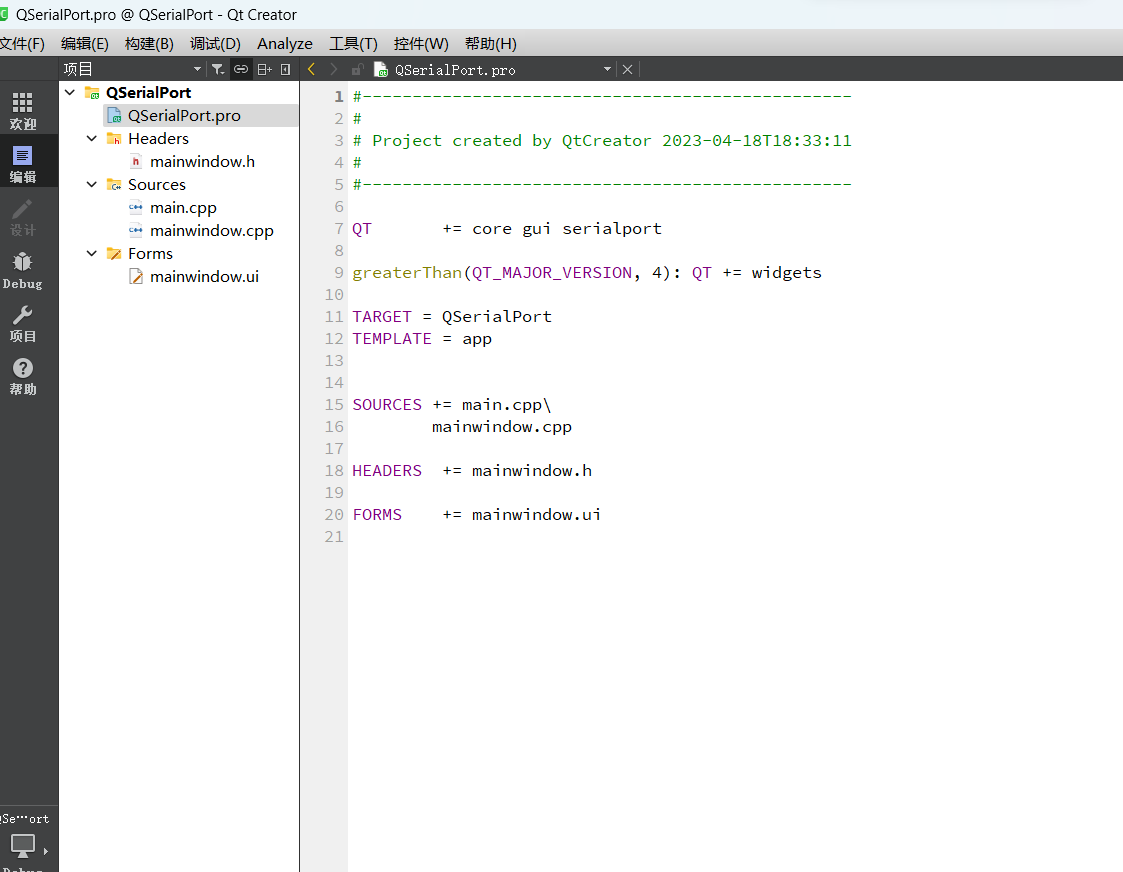 QSerialPort.pro @ QSerialPort - Qt Creator
文件(F) 编辑(E) 构建(B) 调试(D) Analyze 工具(T) 控件(W) 帮助(H)
项目
QSerialPort.pro
欢迎
编辑
设计
Debug
项目
帮助
QSerialPort
QSerialPort.pro
Headers
mainwindow.h
Sources
main.cpp
mainwindow.cpp
Forms
mainwindow.ui
1 #-------------------------------------------------
2 #
3 # Project created by QtCreator 2023-04-18T18:33:11
4 #
5 #-------------------------------------------------
6
7 QT       += core gui serialport
8
9 greaterThan(QT_MAJOR_VERSION, 4): QT += widgets
10
11 TARGET = QSerialPort
12 TEMPLATE = app
13
14
15 SOURCES += main.cpp\
16         mainwindow.cpp
17
18 HEADERS  += mainwindow.h
19
20 FORMS    += mainwindow.ui
21
QSe···ort
Debug